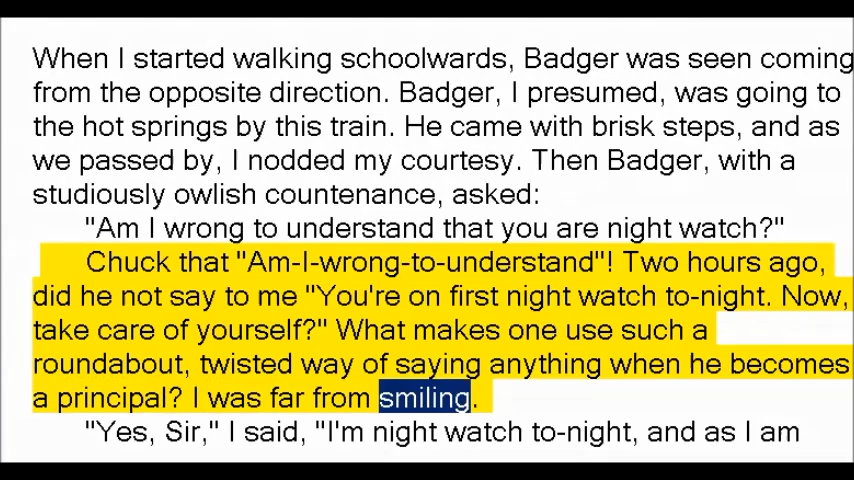 When I started walking schoolwards, Badger was seen coming
from the opposite direction. Badger, I presumed, was going to
the hot springs by this train. He came with brisk steps, and as
we passed by, I nodded my courtesy. Then Badger, with a
studiously owlish countenance, asked:
"Am I wrong to understand that you are night watch?"
Chuck that "Am-I-wrong-to-understand"! Two hours ago,
did he not say to me "You're on first night watch to-night. Now,
take care of yourself?" What makes one use such a
roundabout, twisted way of saying anything when he becomes
a principal? I was far from smiling.
"Yes, Sir," I said, "I'm night watch to-night, and as I am